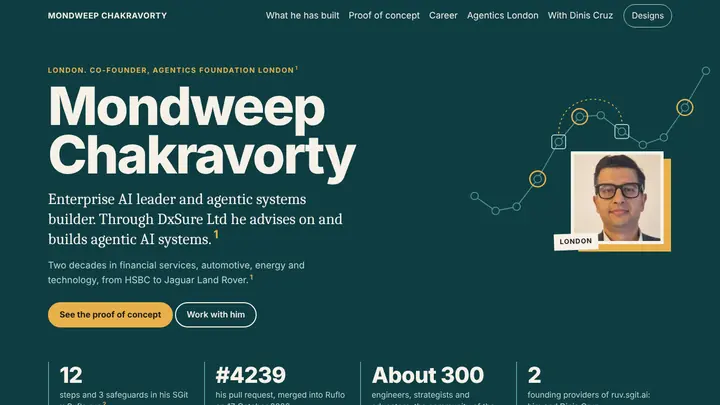 MONDWEEP CHAKRAVORTY
What he has built Proof of concept Career Agentics London With Dinis Cruz Designs
LONDON. CO-FOUNDER, AGENTICS FOUNDATION LONDON 1
Mondweep
Chakravorty
Enterprise AI leader and agentic systems
builder. Through DxSure Ltd he advises on and
builds agentic AI systems. 1
Two decades in financial services, automotive, energy and
technology, from HSBC to Jaguar Land Rover. 1
See the proof of concept Work with him
LONDON
12
steps and 3 safeguards in his SGit
#4239
his pull request, merged into Ruflo
About 300
engineers, strategists and
2
founding providers of ruv.sgit.ai: